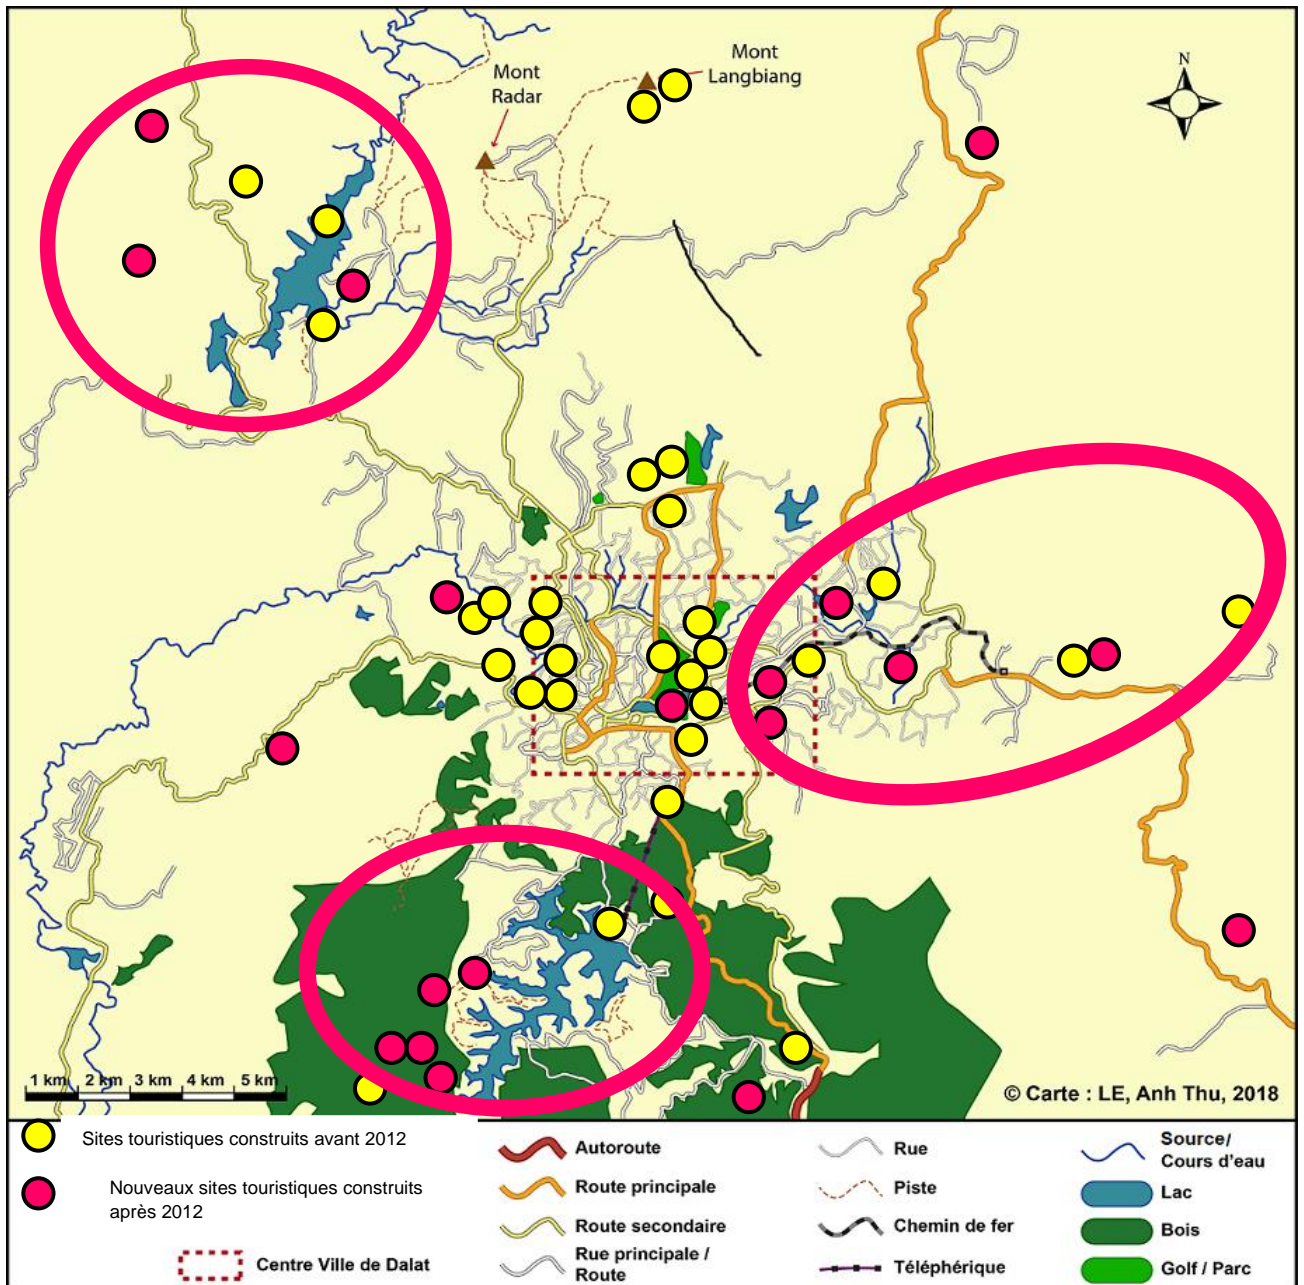 Mont
Langbiang
Mont
Radar
N
1 km 2 km 3 km 4 km 5 km
© Carte : LE, Anh Thu, 2018
Sites touristiques construits avant 2012
Nouveaux sites touristiques construits
après 2012
Centre Ville de Dalat
Autoroute
Route principale
Route secondaire
Rue principale /
Route
Rue
Piste
Chemin de fer
Téléphérique
Source/
Cours d'eau
Lac
Bois
Golf / Parc